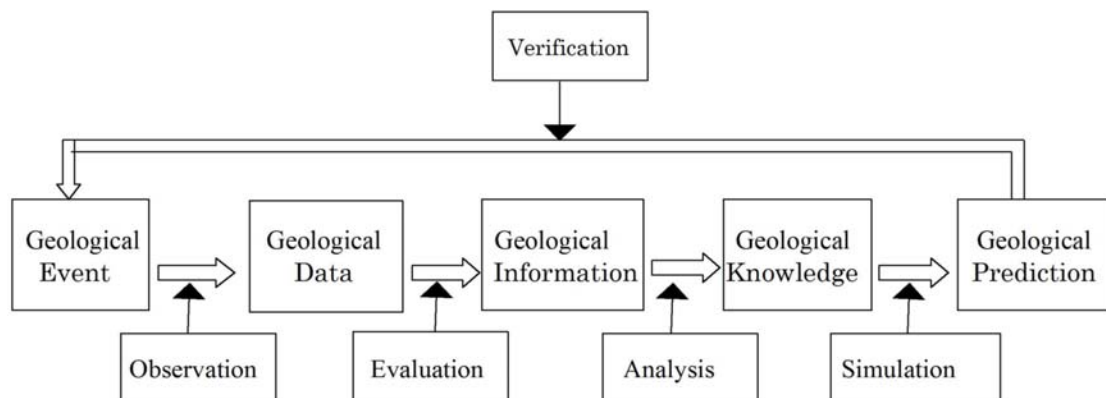 Verification
Geological
Event
Geological
Data
Geological
Information
Geological
Knowledge
Geological
Prediction
Observation
Evaluation
Analysis
Simulation